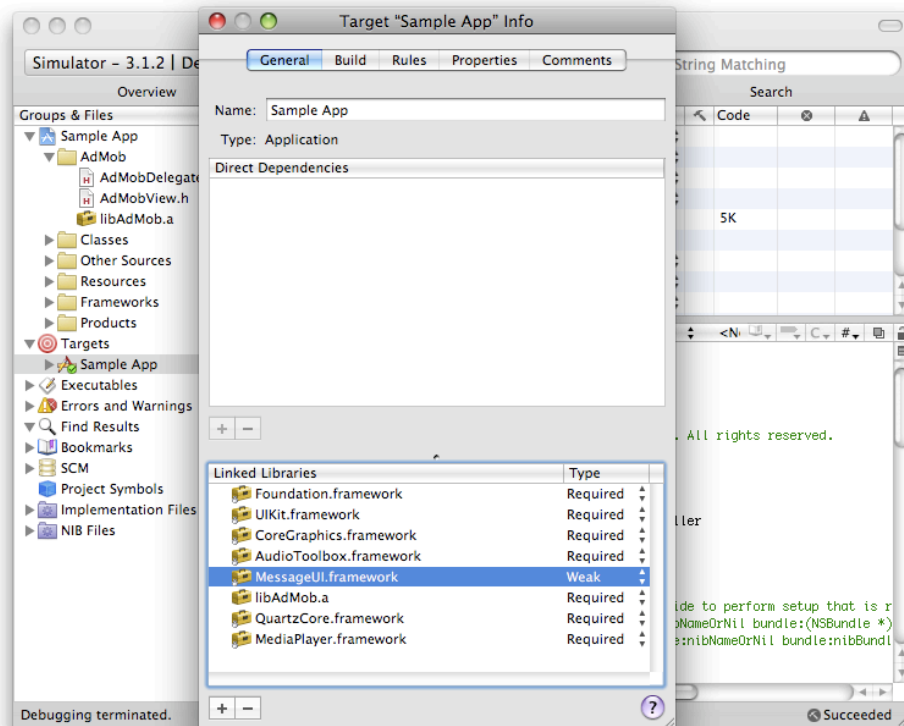 Target “Sample App” Info
Simulator – 3.1.2 | De
Overview
General Build Rules Properties Comments
String Matching
Search
Groups & Files
Sample App
AdMob
AdMobDelegate
AdMobView.h
libAdMob.a
Classes
Other Sources
Resources
Frameworks
Products
Targets
Sample App
Executables
Errors and Warnings
Find Results
Bookmarks
SCM
Project Symbols
Implementation Files
NIB Files
Debugging terminated.
Name: Sample App
Type: Application
Direct Dependencies
+ −
Linked Libraries Type
Foundation.framework Required
UIKit.framework Required
CoreGraphics.framework Required
AudioToolbox.framework Required
MessageUI.framework Weak
libAdMob.a Required
QuartzCore.framework Required
MediaPlayer.framework Required
+ −
?
Code
5K
<N C #
. All rights reserved.
ller
ide to perform setup that is r
bNameOrNil bundle:(NSBundle *)
e:nibNameOrNil bundle:nibBundl
Succeeded